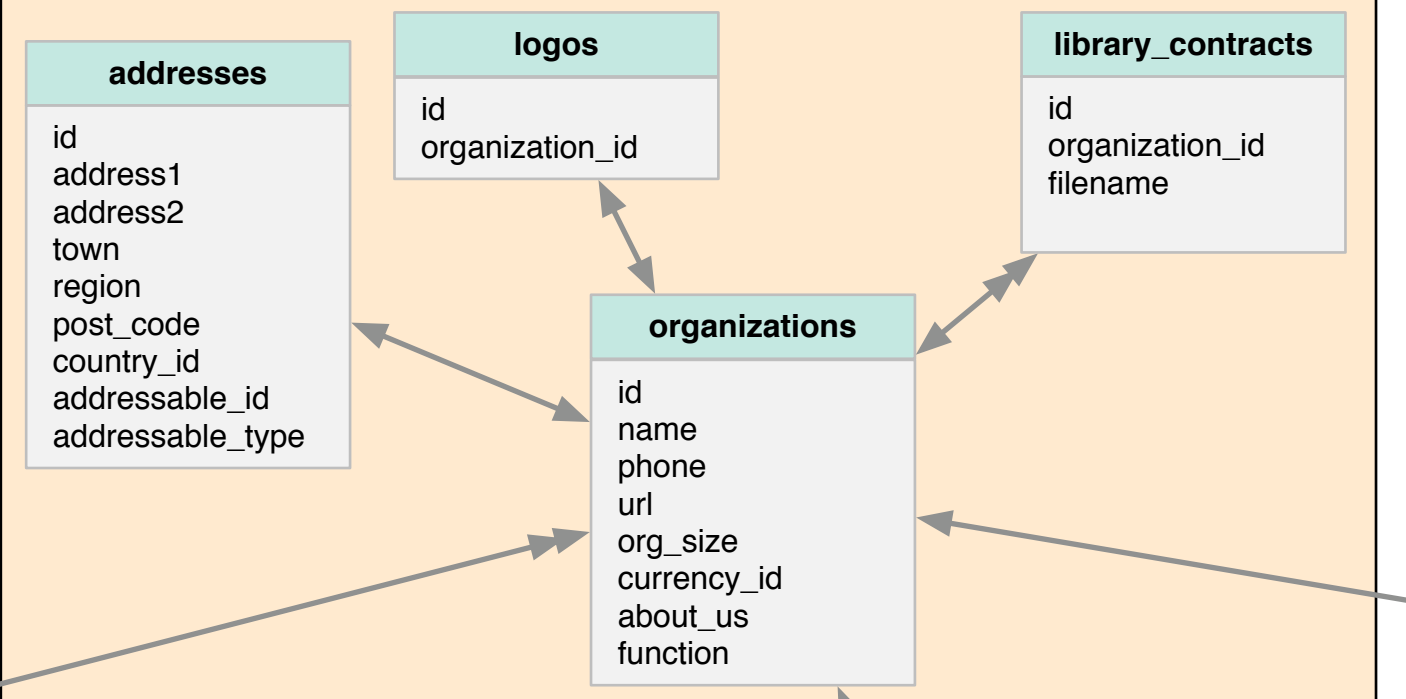 addresses
id
address1
address2
town
region
post_code
country_id
addressable_id
addressable_type
logos
id
organization_id
library_contracts
id
organization_id
filename
organizations
id
name
phone
url
org_size
currency_id
about_us
function